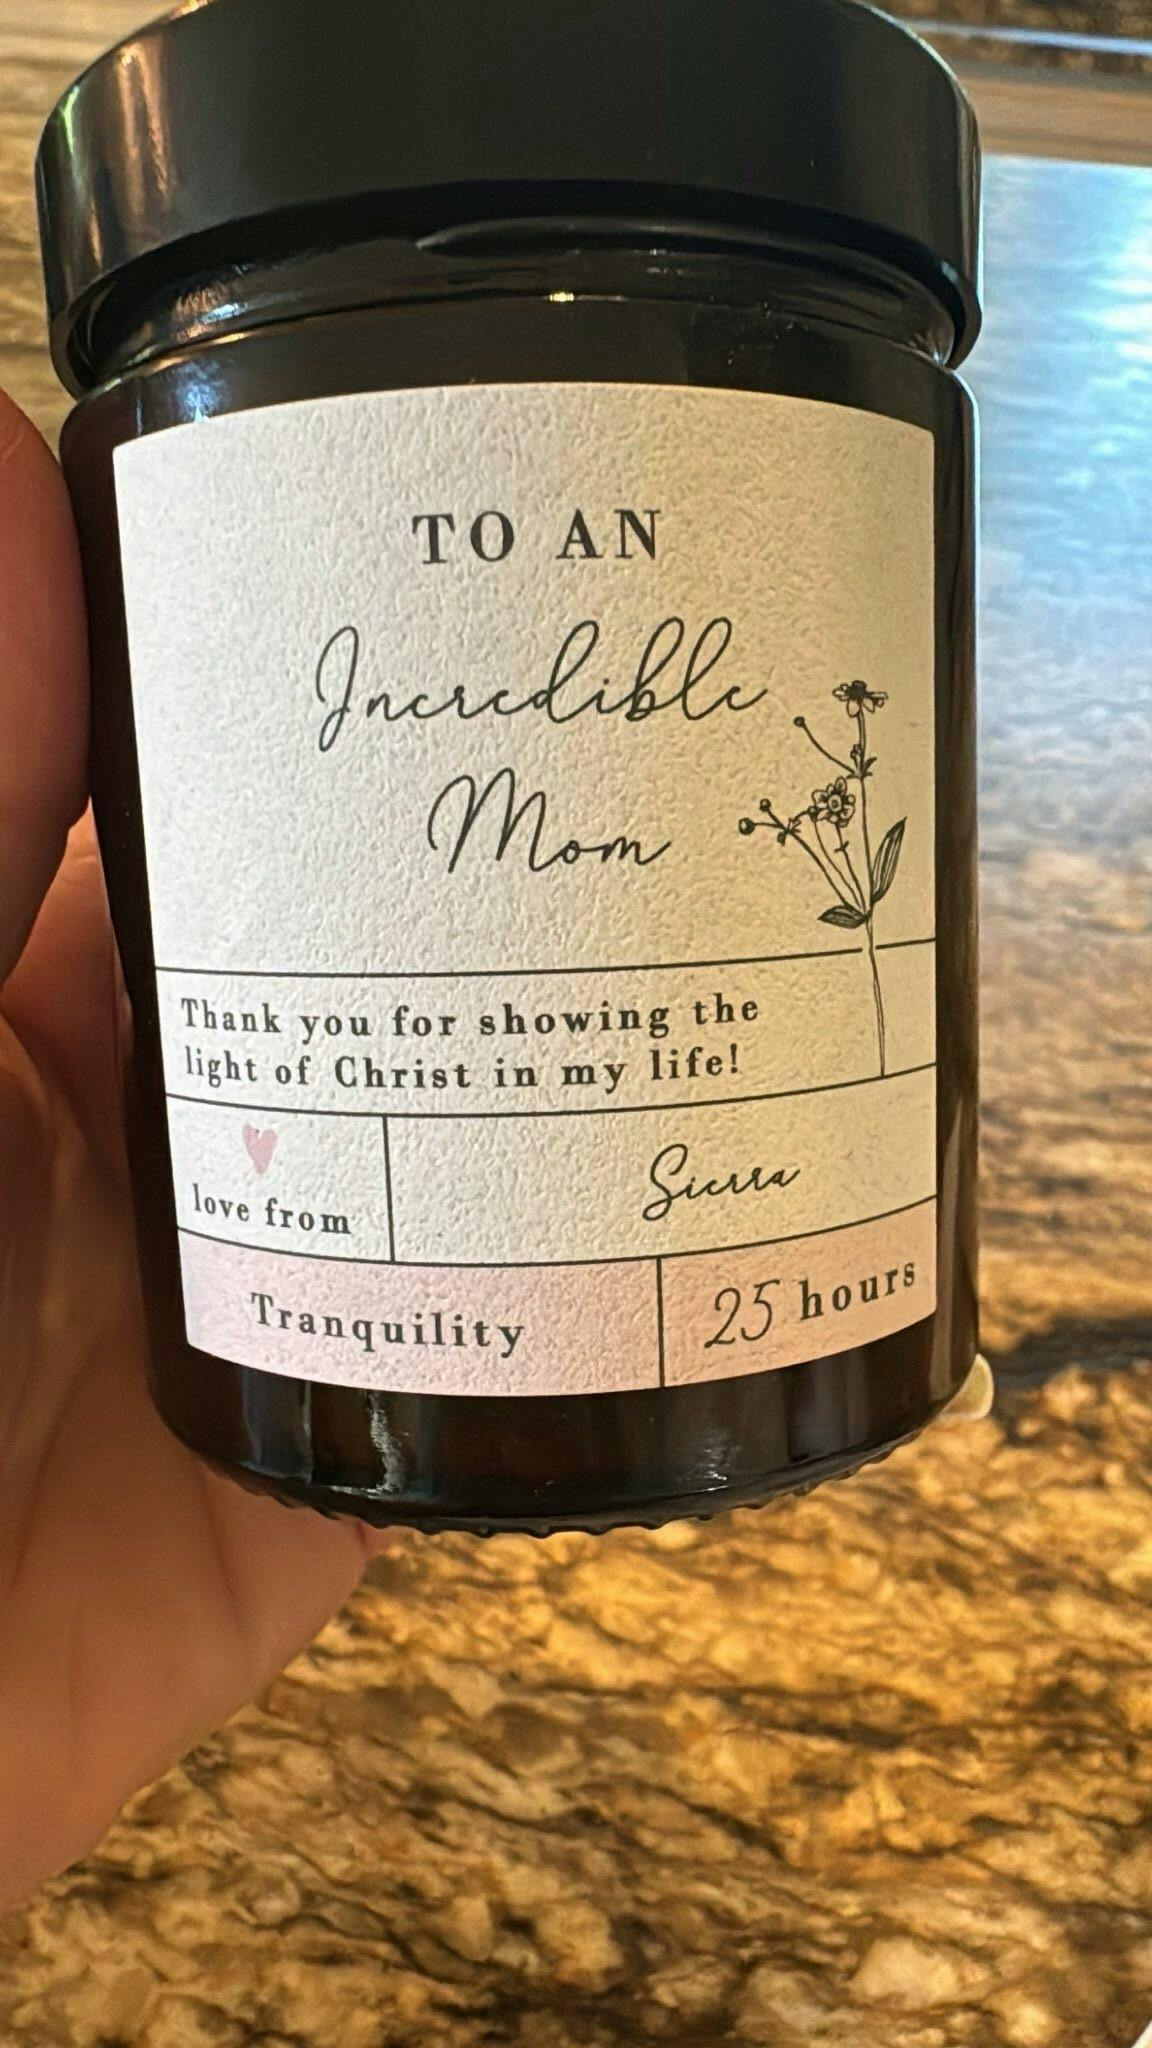 TO AN
Incredible
Mom
Thank you for showing the
light of Christ in my life!
love from
Sierra
Tranquility
25 hours